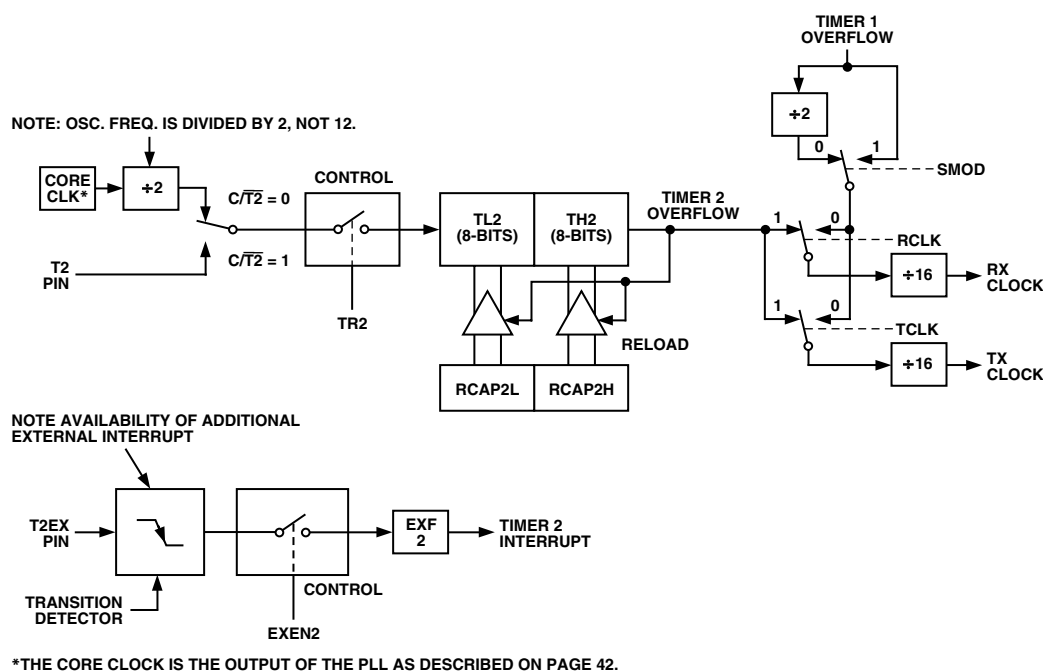 TIMER 1
OVERFLOW
÷2
NOTE: OSC. FREQ. IS DIVIDED BY 2, NOT 12.
0
1
SMOD
CORE
CLK*
÷2
C/T2 = 0
CONTROL
TL2
(8-BITS)
TH2
(8-BITS)
TIMER 2
OVERFLOW
1
0
RCLK
T2
PIN
C/T2 = 1
÷16
RX
CLOCK
TR2
RELOAD
1
0
TCLK
÷16
TX
CLOCK
RCAP2L
RCAP2H
NOTE AVAILABILITY OF ADDITIONAL
EXTERNAL INTERRUPT
T2EX
PIN
EXF
2
TIMER 2
INTERRUPT
CONTROL
TRANSITION
DETECTOR
EXEN2
*THE CORE CLOCK IS THE OUTPUT OF THE PLL AS DESCRIBED ON PAGE 42.